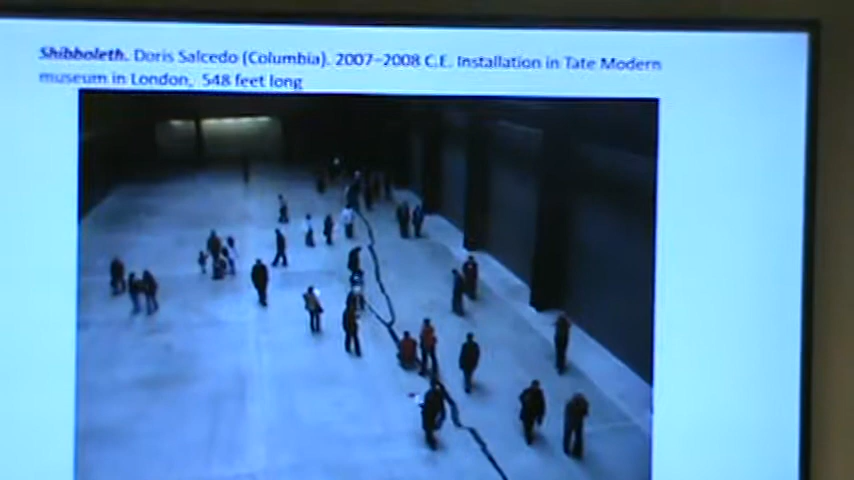 Shibboleth. Doris Salcedo (Columbia). 2007–2008 C.E. Installation in Tate Modern
museum in London, 548 feet long